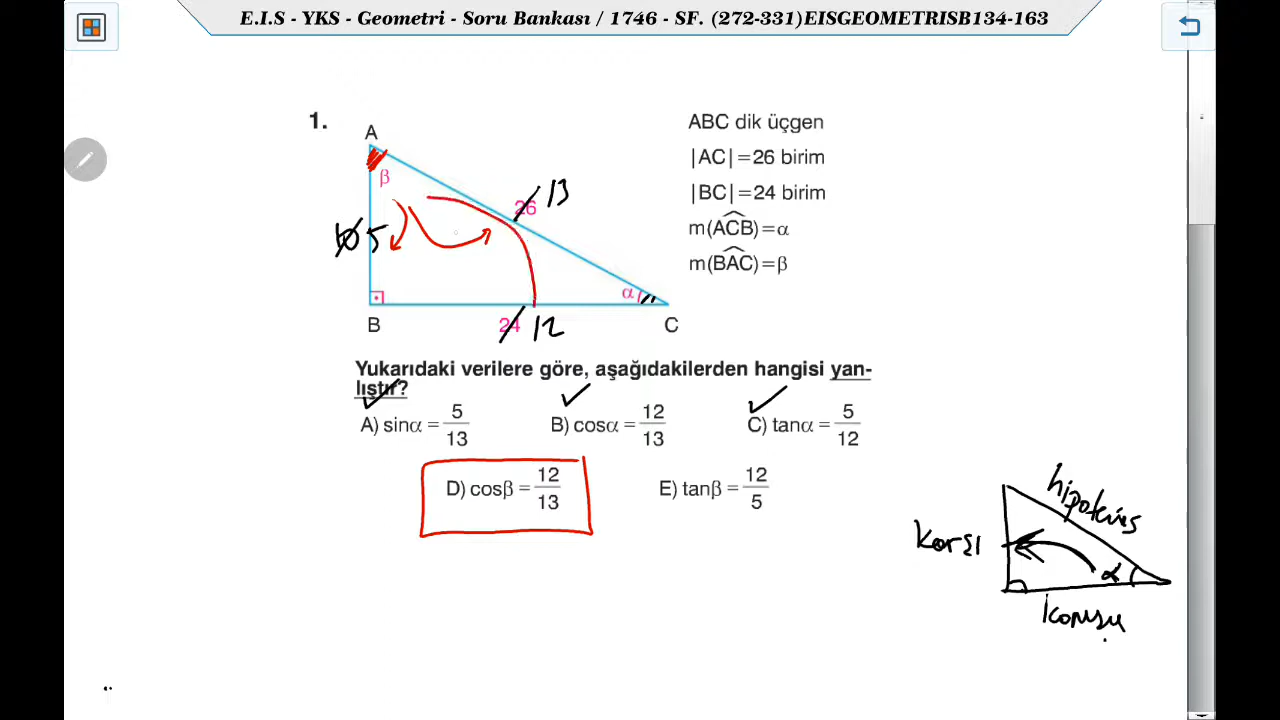 E.I.S - YKS - Geometri - Soru Bankası / 1746 - SF. (272-331)EISGEOMETRISB134-163
1.
A
β
26 13
10 5
α
B
24 12
C
ABC dik üçgen
|AC|=26 birim
|BC|=24 birim
m(ACB)=α
m(BAC)=β
Yukarıdaki verilere göre, aşağıdakilerden hangisi yan-
lıştır?
A) sinα = 5/13 B) cosα = 12/13 C) tanα = 5/12
D) cosβ = 12/13 E) tanβ = 12/5
hipotenüs
karşı
α
komşu